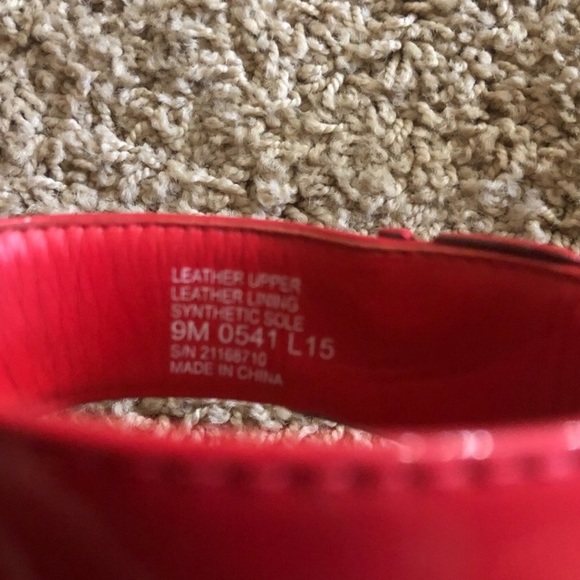 LEATHER UPPER
LEATHER LINING
SYNTHETIC SOLE
9M 0541 L15
S/N 21168710
MADE IN CHINA